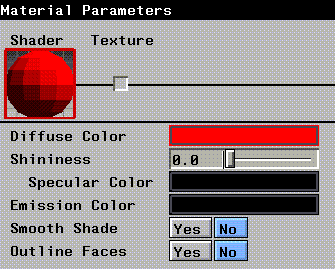 Material Parameters
Shader Texture
Diffuse Color
Shininess 0.0
Specular Color
Emission Color
Smooth Shade Yes No
Outline Faces Yes No